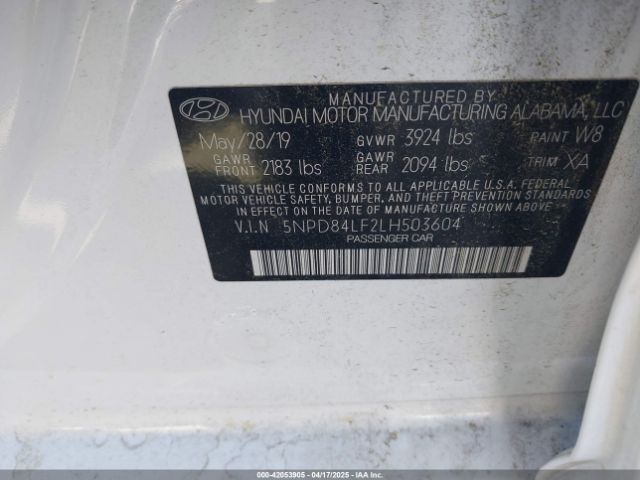 MANUFACTURED BY
HYUNDAI MOTOR MANUFACTURING ALABAMA, LLC
May/28/19 GVWR 3924 lbs PAINT W8
GAWR FRONT 2183 lbs GAWR REAR 2094 lbs TRIM XA
THIS VEHICLE CONFORMS TO ALL APPLICABLE U.S.A. FEDERAL
MOTOR VEHICLE SAFETY, BUMPER, AND THEFT PREVENTION STANDARDS
IN EFFECT ON THE DATE OF MANUFACTURE SHOWN ABOVE.
V.I.N 5NPD84LF2LH503604
PASSENGER CAR
000-42053905 - 04/17/2025 - IAA